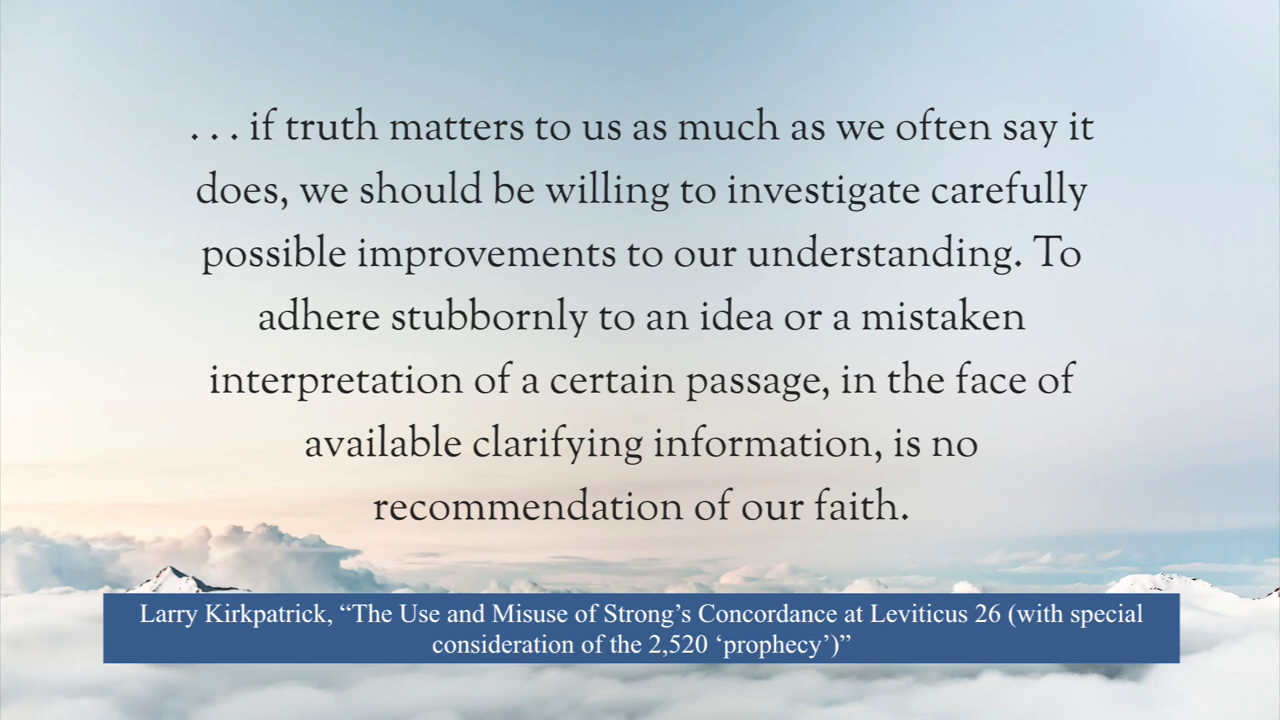 . . . if truth matters to us as much as we often say it
does, we should be willing to investigate carefully
possible improvements to our understanding. To
adhere stubbornly to an idea or a mistaken
interpretation of a certain passage, in the face of
available clarifying information, is no
recommendation of our faith.
Larry Kirkpatrick, “The Use and Misuse of Strong’s Concordance at Leviticus 26 (with special
consideration of the 2,520 ‘prophecy’)”